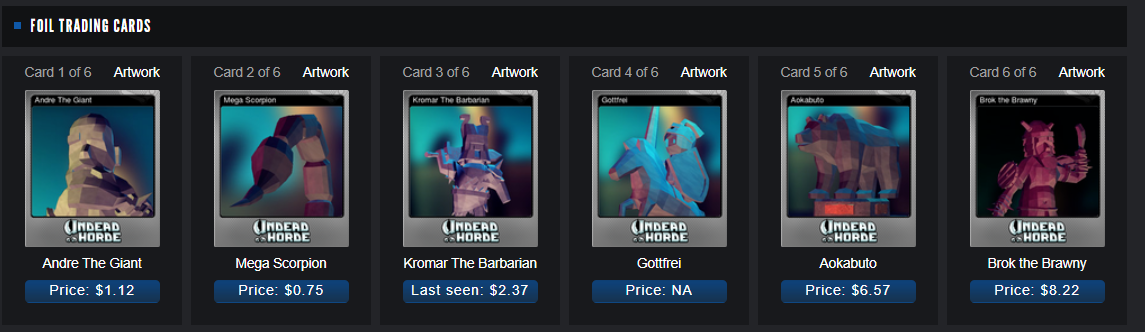 FOIL TRADING CARDS
Card 1 of 6 Artwork
Andre The Giant
UNDEAD HORDE
Andre The Giant
Price: $1.12
Card 2 of 6 Artwork
Mega Scorpion
UNDEAD HORDE
Mega Scorpion
Price: $0.75
Card 3 of 6 Artwork
Kromar The Barbarian
UNDEAD HORDE
Kromar The Barbarian
Last seen: $2.37
Card 4 of 6 Artwork
Gottfrei
UNDEAD HORDE
Gottfrei
Price: NA
Card 5 of 6 Artwork
Aokabuto
UNDEAD HORDE
Aokabuto
Price: $6.57
Card 6 of 6 Artwork
Brok the Brawny
UNDEAD HORDE
Brok the Brawny
Price: $8.22